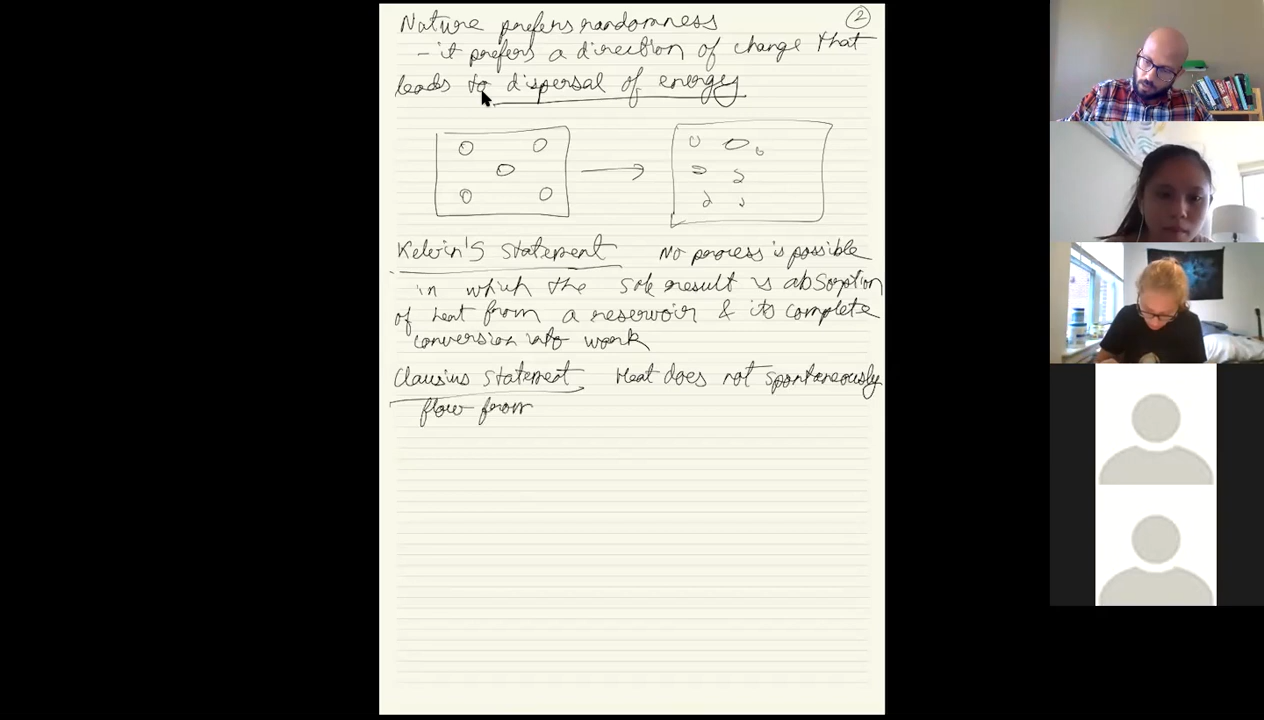 Nature prefers randomness
2
- it prefers a direction of change that
leads to dispersal of energy
Kelvin's statement No process is possible
in which the sole result is absorption
of heat from a reservoir & its complete
conversion into work
Clausius statement Heat does not spontaneously
flow from